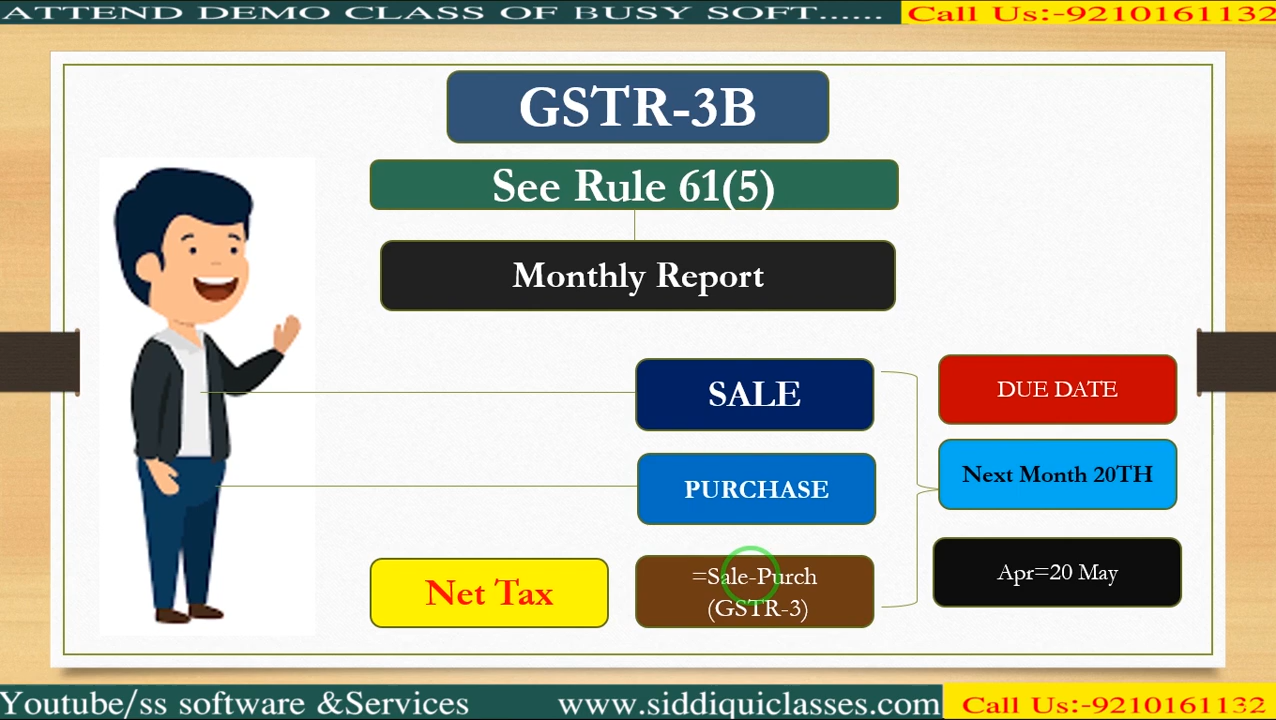 ATTEND DEMO CLASS OF BUSY SOFT......
Call Us:-9210161132
GSTR-3B
See Rule 61(5)
Monthly Report
SALE
DUE DATE
PURCHASE
Next Month 20TH
Net Tax
=Sale-Purch
(GSTR-3)
Apr=20 May
Youtube/ss software &Services
www.siddiquiclasses.com
Call Us:-9210161132